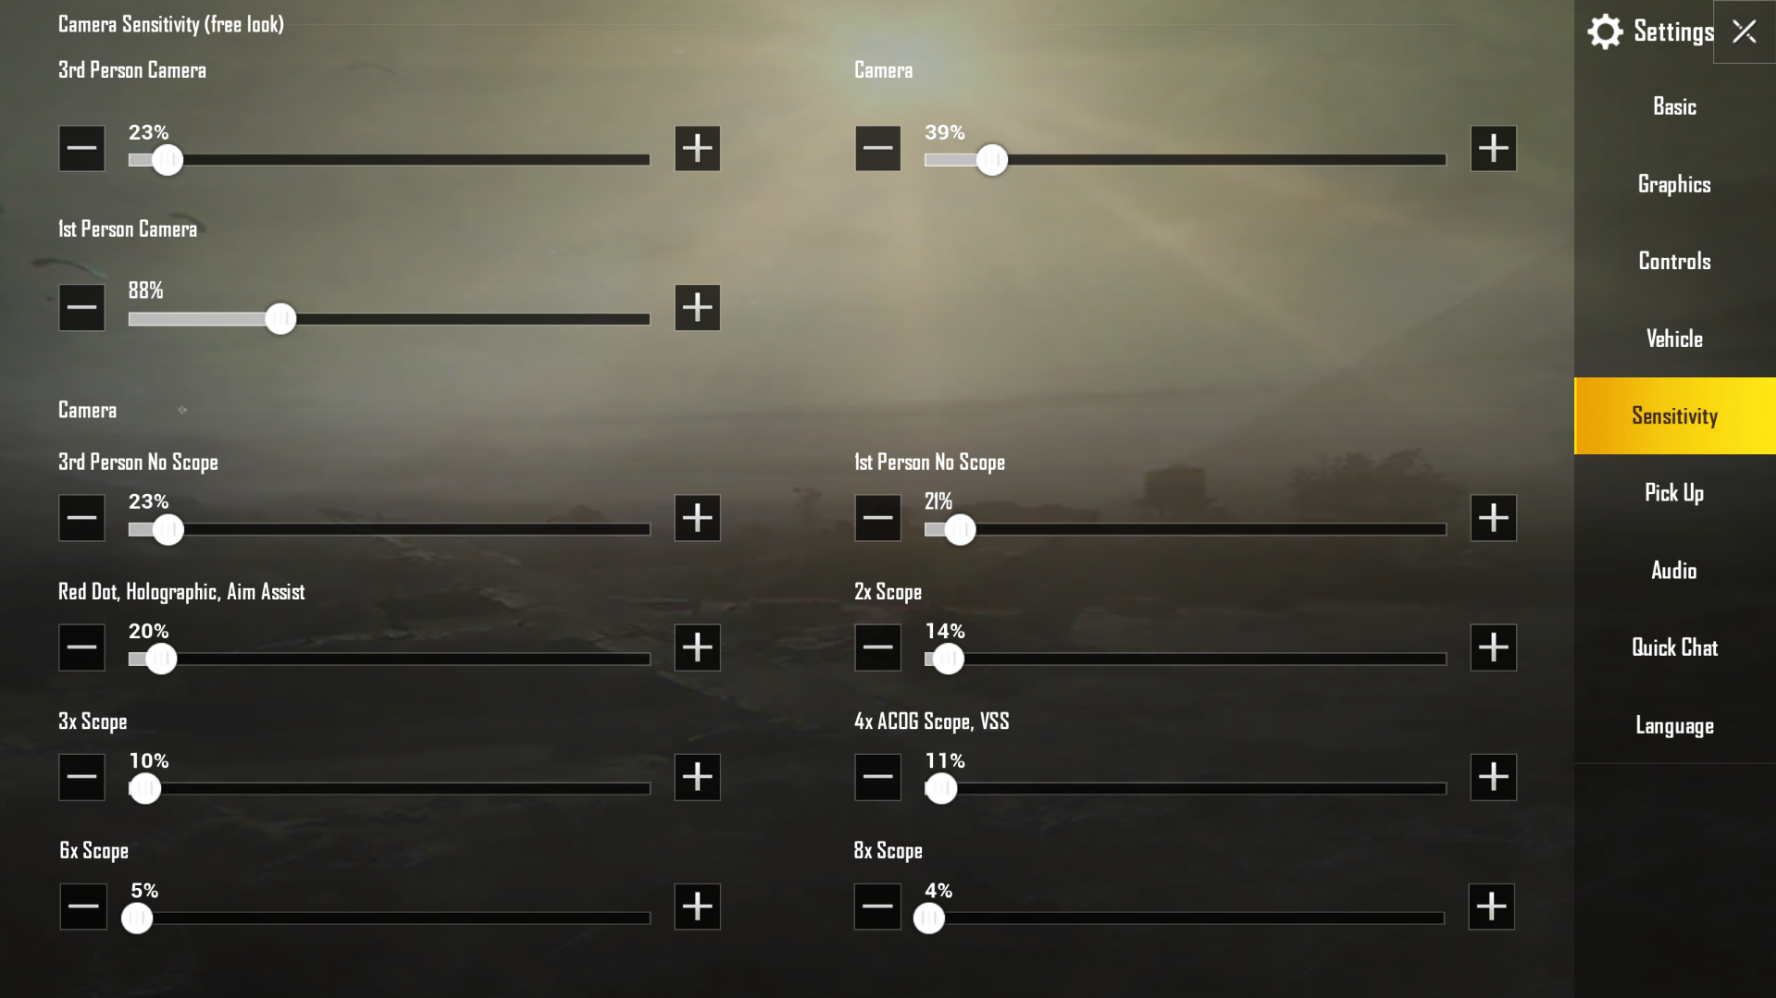 Camera Sensitivity (free look)
3rd Person Camera
23%
Camera
39%
1st Person Camera
88%
Camera
3rd Person No Scope
23%
1st Person No Scope
21%
Red Dot, Holographic, Aim Assist
20%
2x Scope
14%
3x Scope
10%
4x ACOG Scope, VSS
11%
6x Scope
5%
8x Scope
4%
Settings
Basic
Graphics
Controls
Vehicle
Sensitivity
Pick Up
Audio
Quick Chat
Language